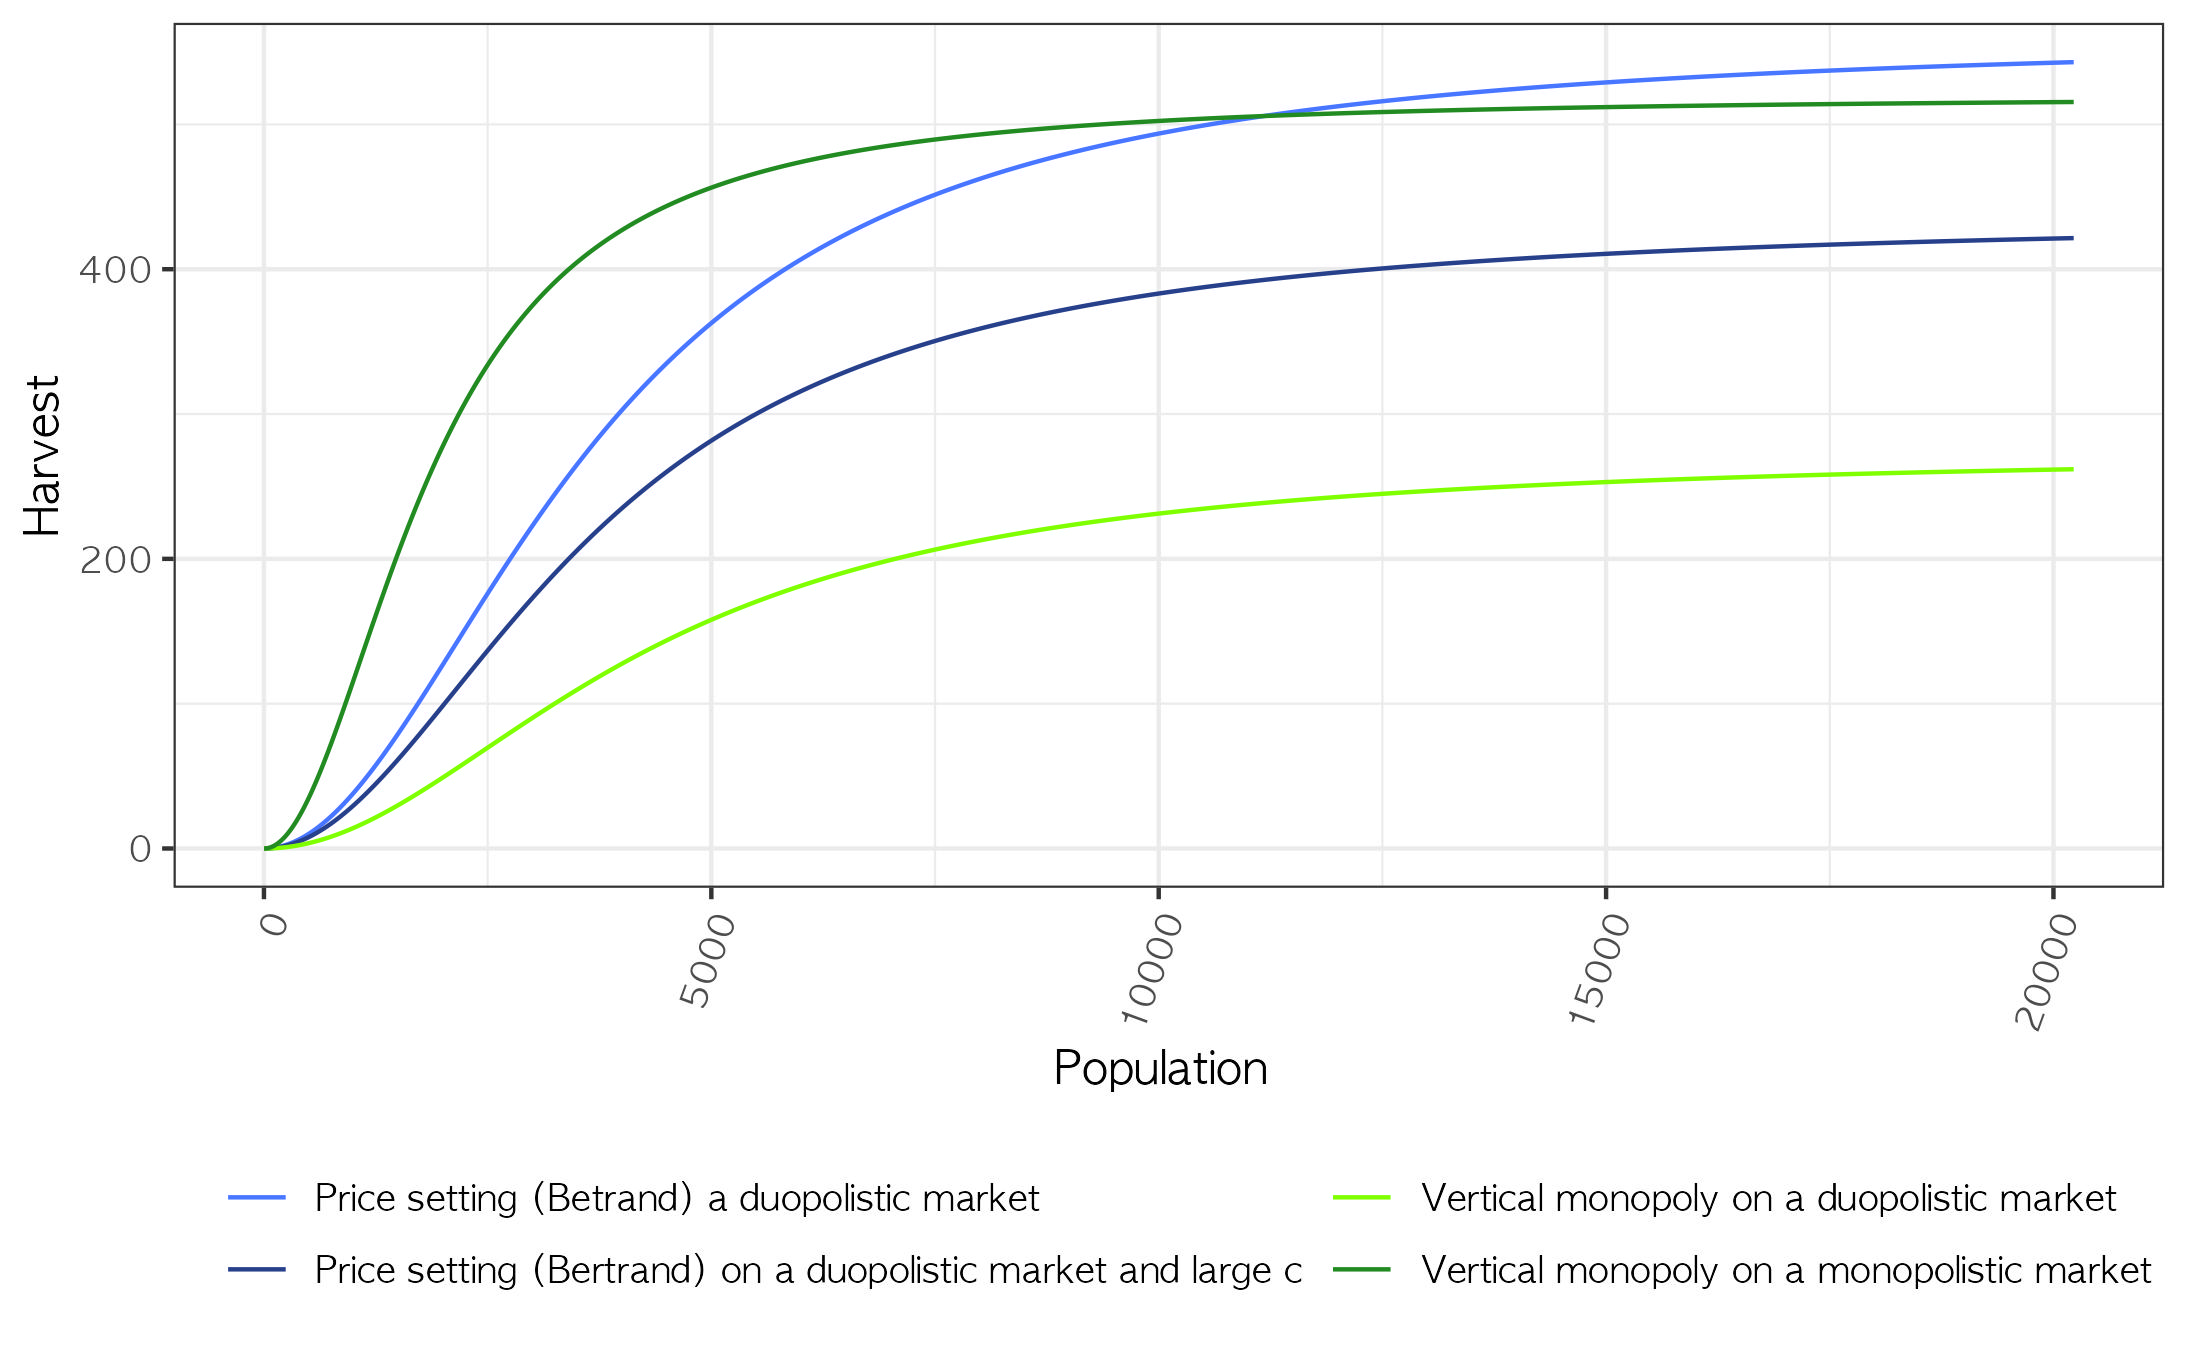 Harvest
400
200
0
0
5000
10000
15000
20000
Population
Price setting (Betrand) a duopolistic market
Vertical monopoly on a duopolistic market
Price setting (Bertrand) on a duopolistic market and large c
Vertical monopoly on a monopolistic market